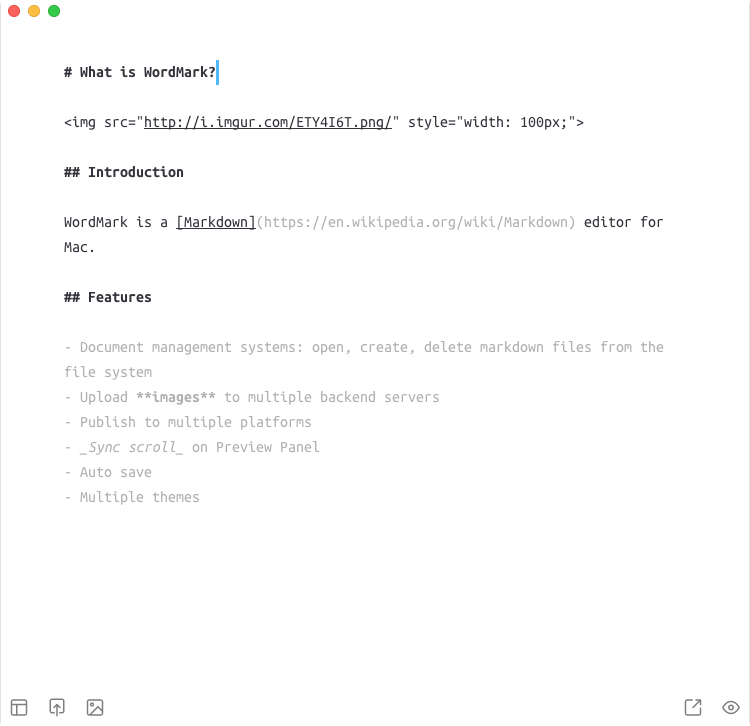 # What is WordMark?
<img src="http://i.imgur.com/ETY4I6T.png/" style="width: 100px;">
## Introduction
WordMark is a [Markdown](https://en.wikipedia.org/wiki/Markdown) editor for
Mac.
## Features
- Document management systems: open, create, delete markdown files from the
file system
- Upload **images** to multiple backend servers
- Publish to multiple platforms
- _Sync scroll_ on Preview Panel
- Auto save
- Multiple themes